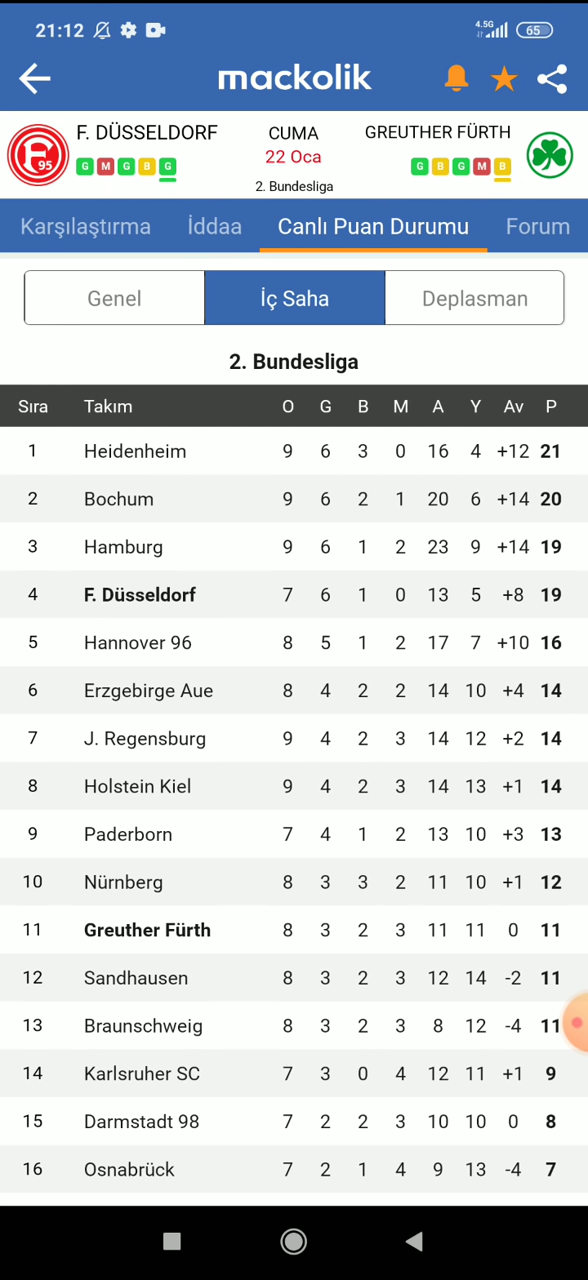 21:12 4.5G 65
mackolik
F. DÜSSELDORF CUMA GREUTHER FÜRTH
G M G B G 22 Oca G B G M B
2. Bundesliga
Karşılaştırma İddaa Canlı Puan Durumu Forum
Genel İç Saha Deplasman
2. Bundesliga
Sıra Takım O G B M A Y Av P
1 Heidenheim 9 6 3 0 16 4 +12 21
2 Bochum 9 6 2 1 20 6 +14 20
3 Hamburg 9 6 1 2 23 9 +14 19
4 F. Düsseldorf 7 6 1 0 13 5 +8 19
5 Hannover 96 8 5 1 2 17 7 +10 16
6 Erzgebirge Aue 8 4 2 2 14 10 +4 14
7 J. Regensburg 9 4 2 3 14 12 +2 14
8 Holstein Kiel 9 4 2 3 14 13 +1 14
9 Paderborn 7 4 1 2 13 10 +3 13
10 Nürnberg 8 3 3 2 11 10 +1 12
11 Greuther Fürth 8 3 2 3 11 11 0 11
12 Sandhausen 8 3 2 3 12 14 -2 11
13 Braunschweig 8 3 2 3 8 12 -4 11
14 Karlsruher SC 7 3 0 4 12 11 +1 9
15 Darmstadt 98 7 2 2 3 10 10 0 8
16 Osnabrück 7 2 1 4 9 13 -4 7